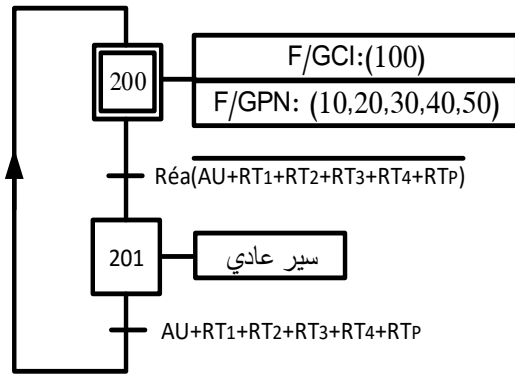 200
F/GCI:(100)
F/GPN: (10,20,30,40,50)
Réa(AU+RT1+RT2+RT3+RT4+RTP)
201
سير عادي
AU+RT1+RT2+RT3+RT4+RTP